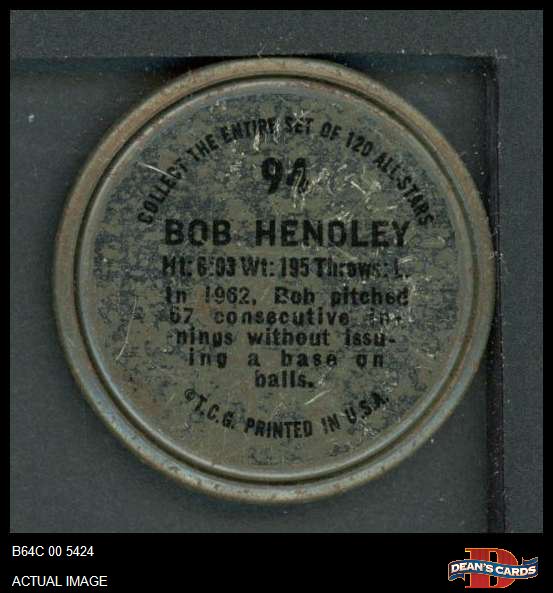 COLLECT THE ENTIRE SET OF 120 ALL-STARS
94
BOB HENDLEY
Ht: 6'03 Wt: 195 Throws: L.
In 1962, Bob pitched
67 consecutive in-
nings without issu-
ing a base on
balls.
©T.C.G. PRINTED IN U.S.A.
B64C 00 5424
ACTUAL IMAGE
D
DEAN'S CARDS